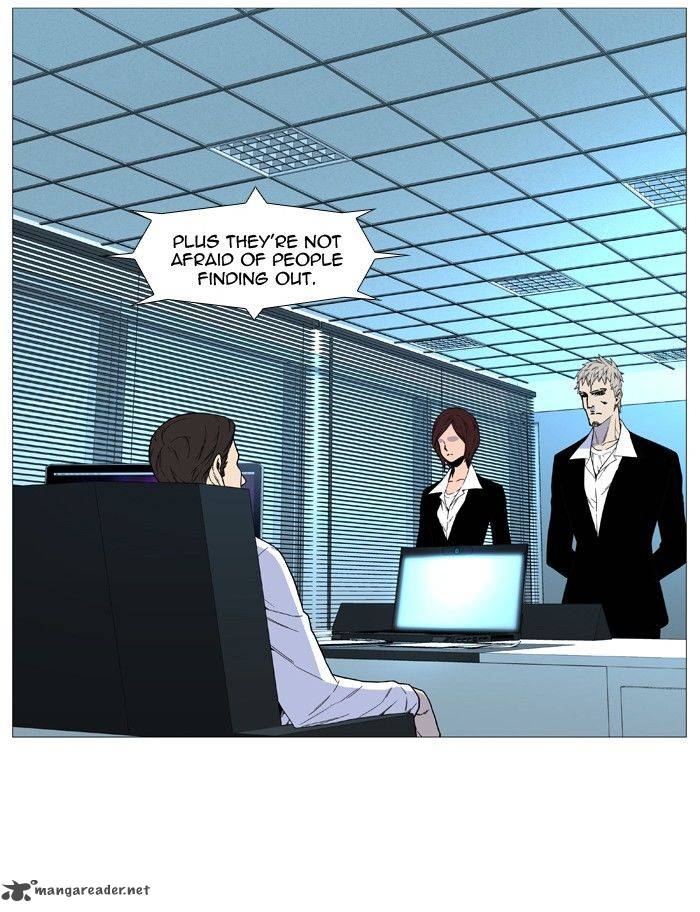 PLUS THEY'RE NOT
AFRAID OF PEOPLE
FINDING OUT.
mangareader.net